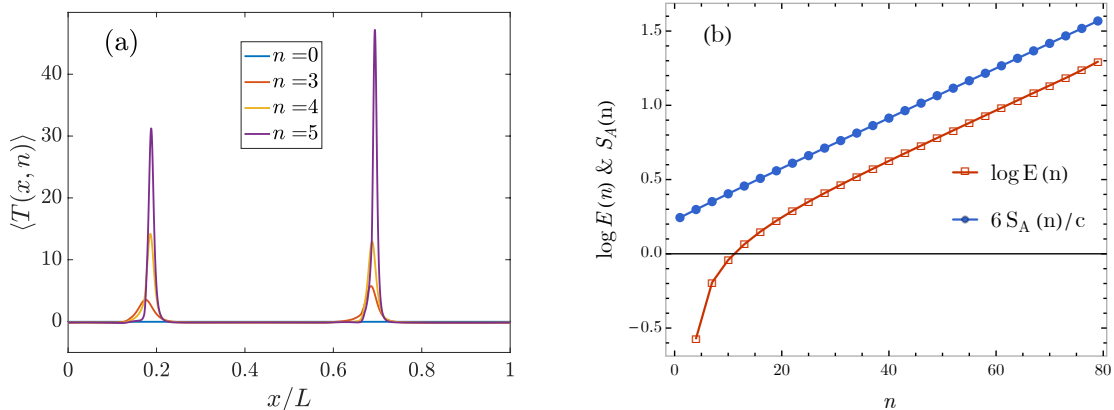 (a)
n = 0
n = 3
n = 4
n = 5
⟨T(x, n)⟩
40
30
20
10
0
0
0.2
0.4
0.6
0.8
1
x/L
(b)
log E (n) & S_A(n)
1.5
1.0
0.5
0.0
−0.5
log E (n)
6 S_A (n)/c
0
20
40
60
80
n